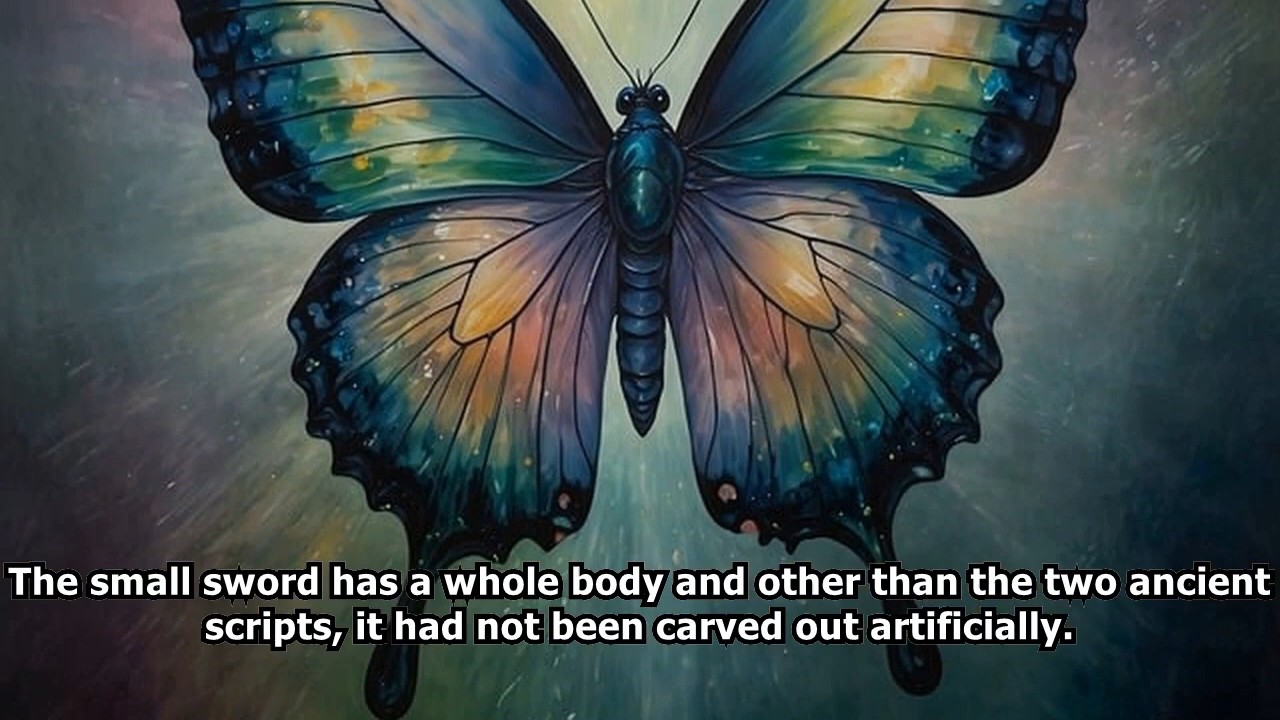 The small sword has a whole body and other than the two ancient
scripts, it had not been carved out artificially.